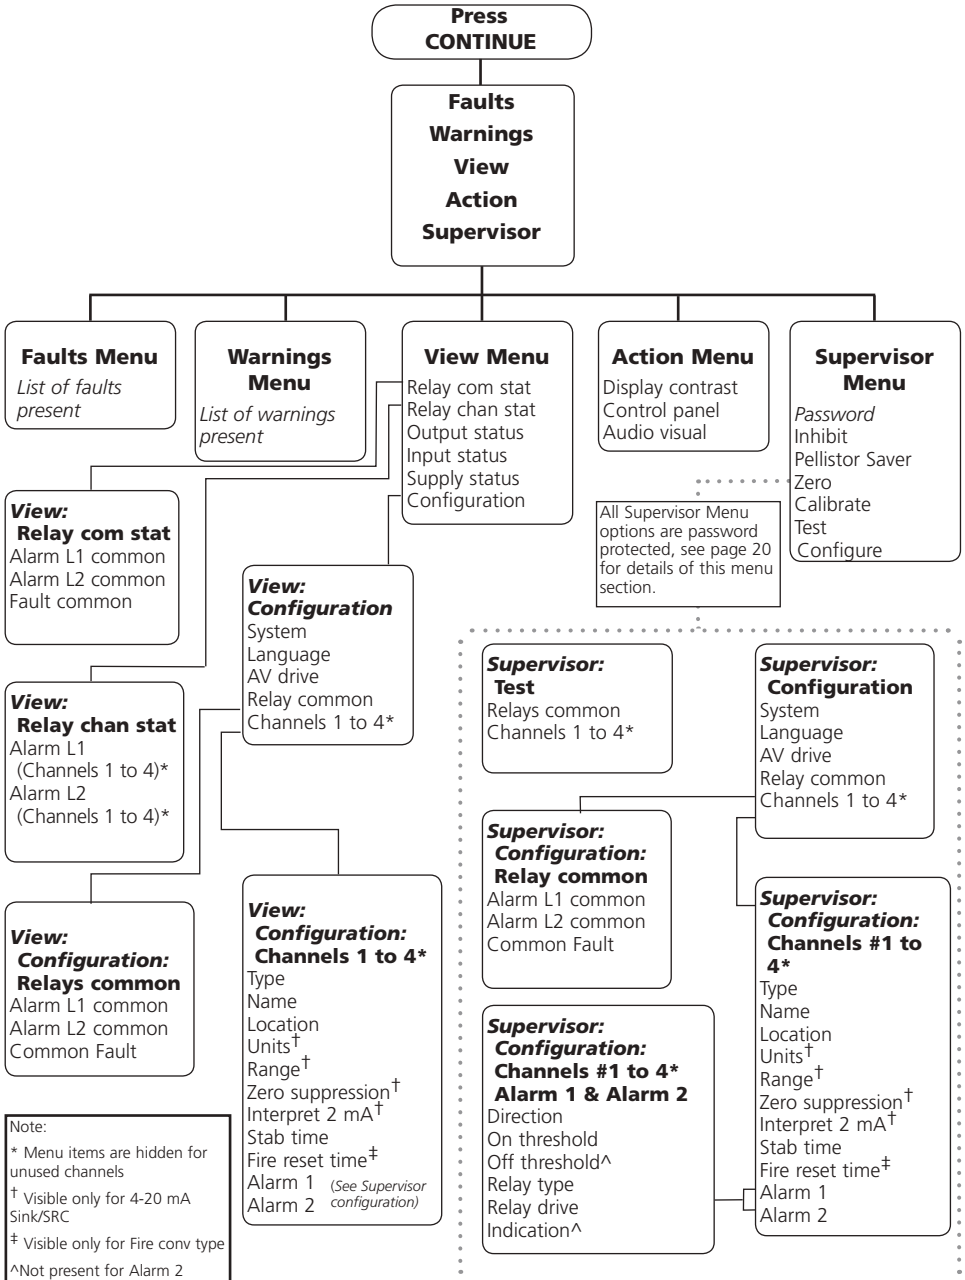 Press
CONTINUE
Faults
Warnings
View
Action
Supervisor
Faults Menu
List of faults
present
Warnings
Menu
List of warnings
present
View Menu
Relay com stat
Relay chan stat
Output status
Input status
Supply status
Configuration
Action Menu
Display contrast
Control panel
Audio visual
Supervisor
Menu
Password
Inhibit
Pellistor Saver
Zero
Calibrate
Test
Configure
All Supervisor Menu
options are password
protected, see page 20
for details of this menu
section.
View:
Relay com stat
Alarm L1 common
Alarm L2 common
Fault common
View:
Configuration
System
Language
AV drive
Relay common
Channels 1 to 4*
View:
Relay chan stat
Alarm L1
(Channels 1 to 4)*
Alarm L2
(Channels 1 to 4)*
View:
Configuration:
Relays common
Alarm L1 common
Alarm L2 common
Common Fault
View:
Configuration:
Channels 1 to 4*
Type
Name
Location
Units†
Range†
Zero suppression†
Interpret 2 mA†
Stab time
Fire reset time‡
Alarm 1 (See Supervisor
Alarm 2 configuration)
Supervisor:
Test
Relays common
Channels 1 to 4*
Supervisor:
Configuration
System
Language
AV drive
Relay common
Channels 1 to 4*
Supervisor:
Configuration:
Relay common
Alarm L1 common
Alarm L2 common
Common Fault
Supervisor:
Configuration:
Channels #1 to
4*
Type
Name
Location
Units†
Range†
Zero suppression†
Interpret 2 mA†
Stab time
Fire reset time‡
Alarm 1
Alarm 2
Supervisor:
Configuration:
Channels #1 to 4*
Alarm 1 & Alarm 2
Direction
On threshold
Off threshold^
Relay type
Relay drive
Indication^
Note:
* Menu items are hidden for
unused channels
† Visible only for 4-20 mA
Sink/SRC
‡ Visible only for Fire conv type
^Not present for Alarm 2